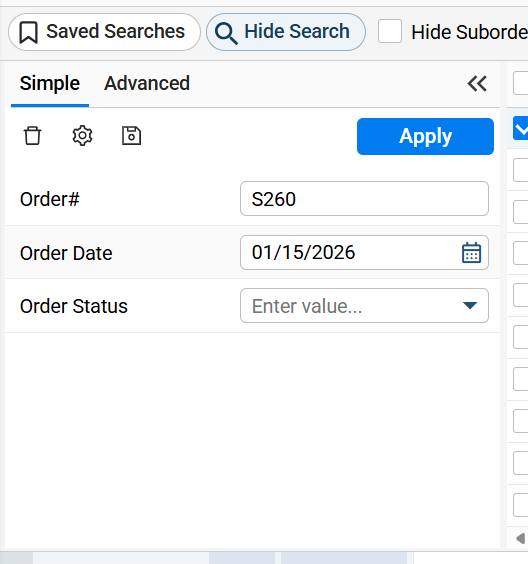 Saved Searches Hide Search Hide Suborde
Simple Advanced
Apply
Order# S260
Order Date 01/15/2026
Order Status Enter value...